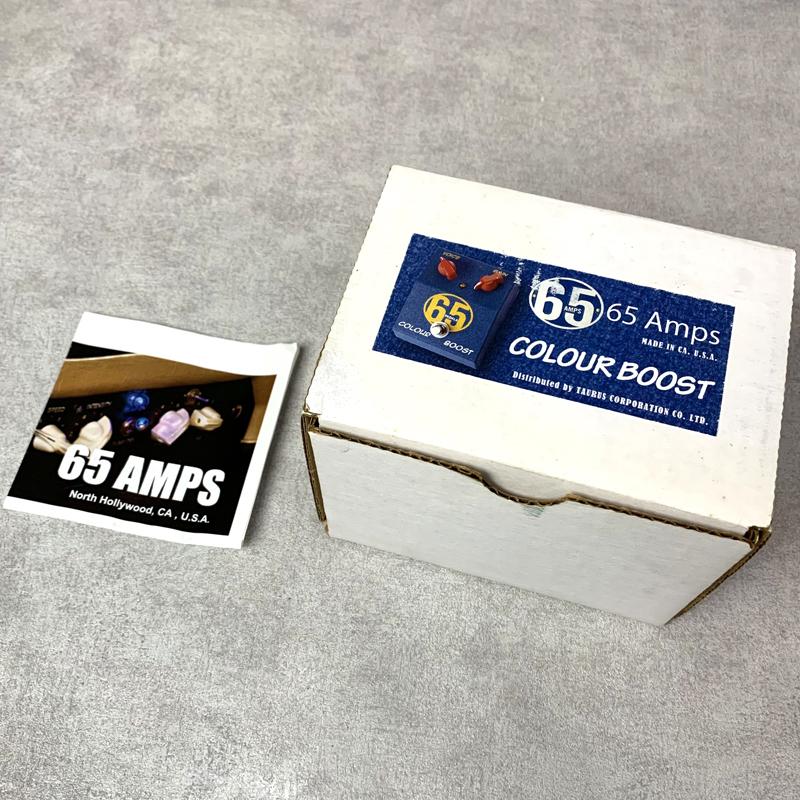 65 AMPS
North Hollywood, CA , U.S.A.
65
AMPS
65 Amps
MADE IN CA. U.S.A.
COLOUR BOOST
Distributed by TAURUS CORPORATION CO. LTD.
65
COLOUR BOOST